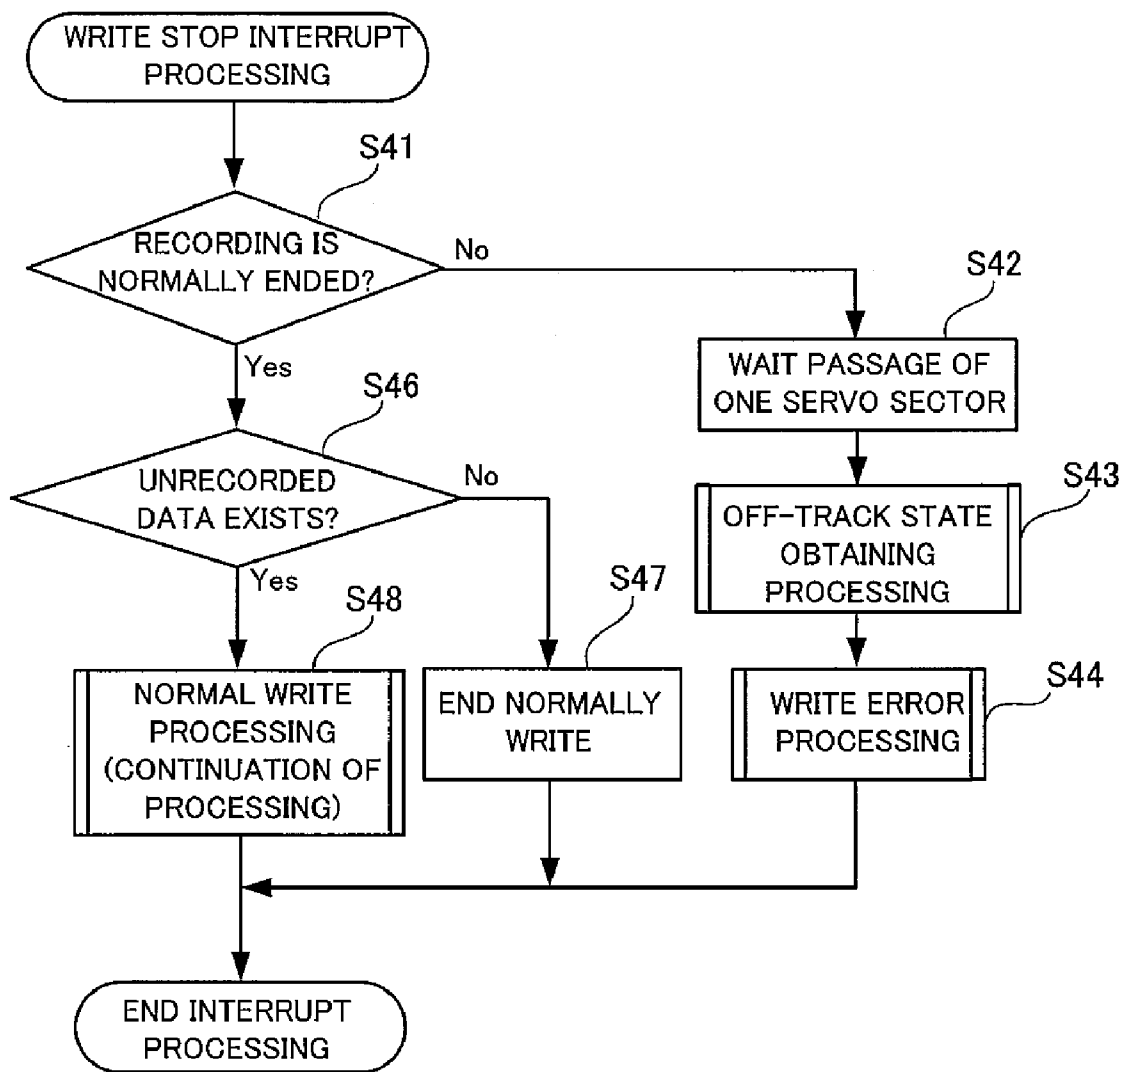 WRITE STOP INTERRUPT
PROCESSING
S41
RECORDING IS
NORMALLY ENDED?
No
S42
Yes
WAIT PASSAGE OF
ONE SERVO SECTOR
S46
UNRECORDED
DATA EXISTS?
No
S43
OFF-TRACK STATE
OBTAINING
PROCESSING
Yes
S48
S47
NORMAL WRITE
PROCESSING
(CONTINUATION OF
PROCESSING)
END NORMALLY
WRITE
S44
WRITE ERROR
PROCESSING
END INTERRUPT
PROCESSING